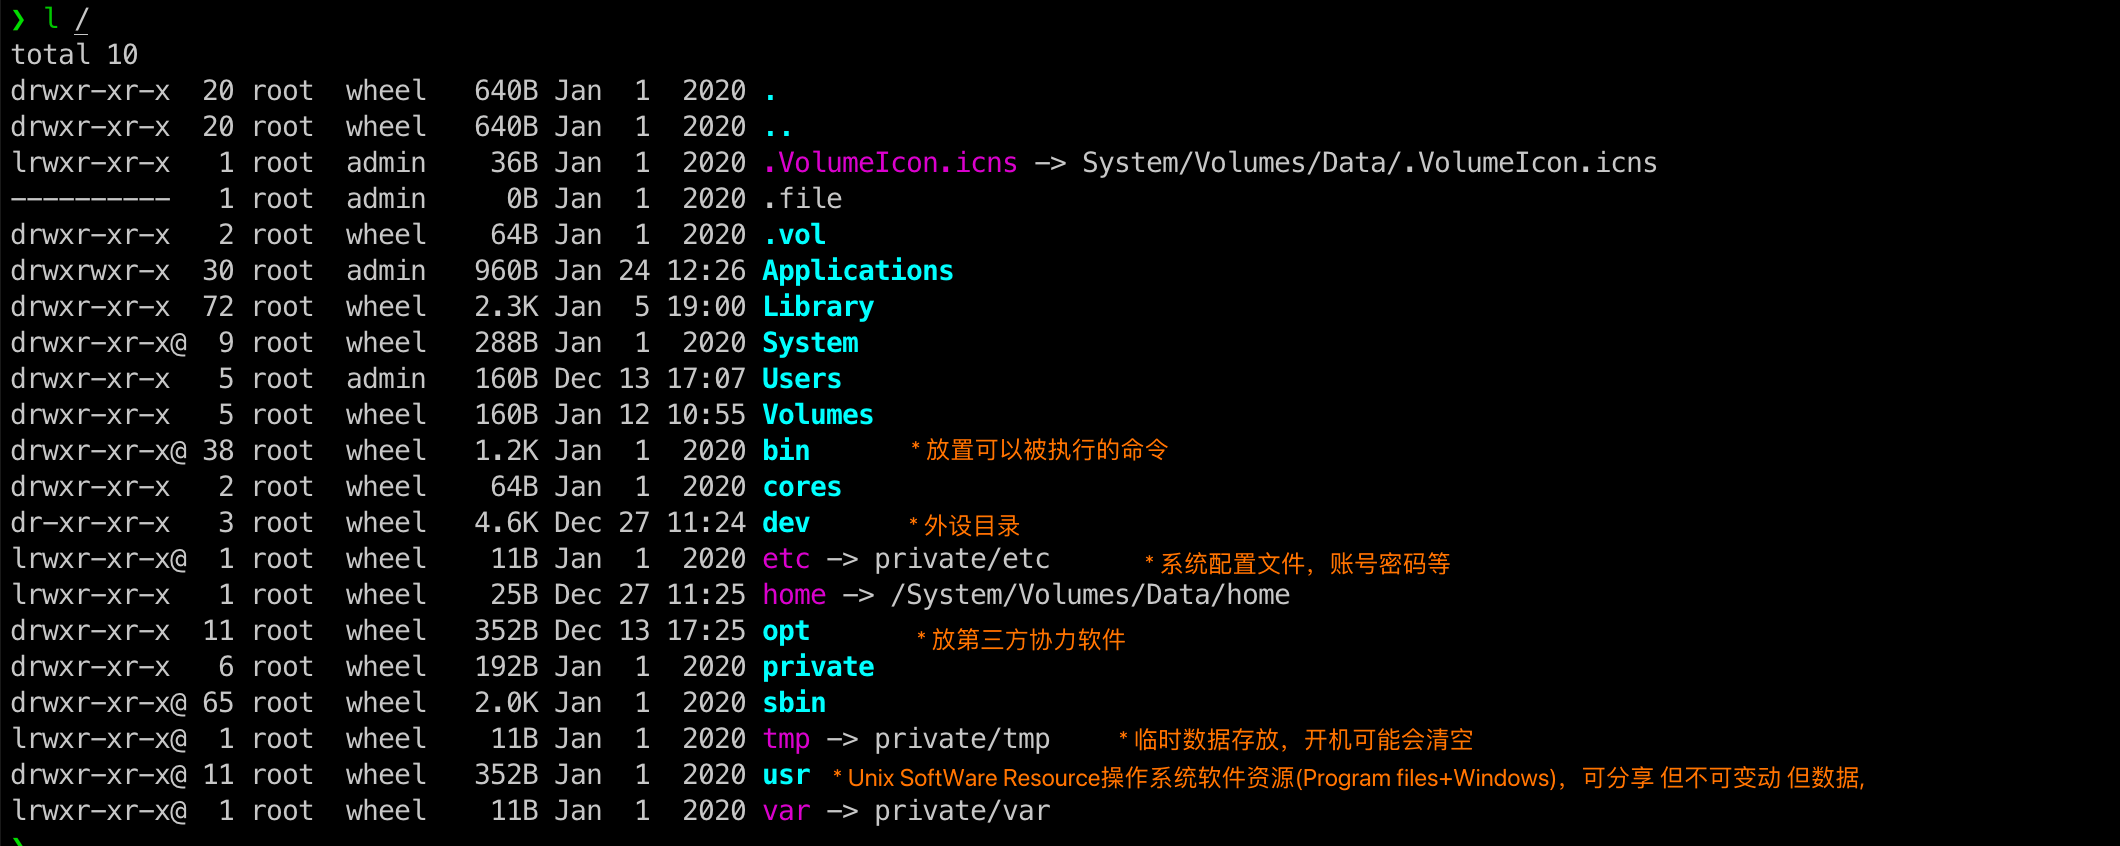 ❯ l /
total 10
drwxr-xr-x  20 root  wheel   640B Jan  1  2020 .
drwxr-xr-x  20 root  wheel   640B Jan  1  2020 ..
lrwxr-xr-x   1 root  admin    36B Jan  1  2020 .VolumeIcon.icns -> System/Volumes/Data/.VolumeIcon.icns
----------   1 root  admin     0B Jan  1  2020 .file
drwxr-xr-x   2 root  wheel    64B Jan  1  2020 .vol
drwxrwxr-x  30 root  admin   960B Jan 24 12:26 Applications
drwxr-xr-x  72 root  wheel   2.3K Jan  5 19:00 Library
drwxr-xr-x@  9 root  wheel   288B Jan  1  2020 System
drwxr-xr-x   5 root  admin   160B Dec 13 17:07 Users
drwxr-xr-x   5 root  wheel   160B Jan 12 10:55 Volumes
drwxr-xr-x@ 38 root  wheel   1.2K Jan  1  2020 bin * 放置可以被执行的命令
drwxr-xr-x   2 root  wheel    64B Jan  1  2020 cores
dr-xr-xr-x   3 root  wheel   4.6K Dec 27 11:24 dev * 外设目录
lrwxr-xr-x@  1 root  wheel    11B Jan  1  2020 etc -> private/etc * 系统配置文件，账号密码等
lrwxr-xr-x   1 root  wheel    25B Dec 27 11:25 home -> /System/Volumes/Data/home
drwxr-xr-x  11 root  wheel   352B Dec 13 17:25 opt * 放第三方协力软件
drwxr-xr-x   6 root  wheel   192B Jan  1  2020 private
drwxr-xr-x@ 65 root  wheel   2.0K Jan  1  2020 sbin
lrwxr-xr-x@  1 root  wheel    11B Jan  1  2020 tmp -> private/tmp * 临时数据存放，开机可能会清空
drwxr-xr-x@ 11 root  wheel   352B Jan  1  2020 usr * Unix SoftWare Resource操作系统软件资源(Program files+Windows)，可分享 但不可变动 但数据,
lrwxr-xr-x@  1 root  wheel    11B Jan  1  2020 var -> private/var
❯